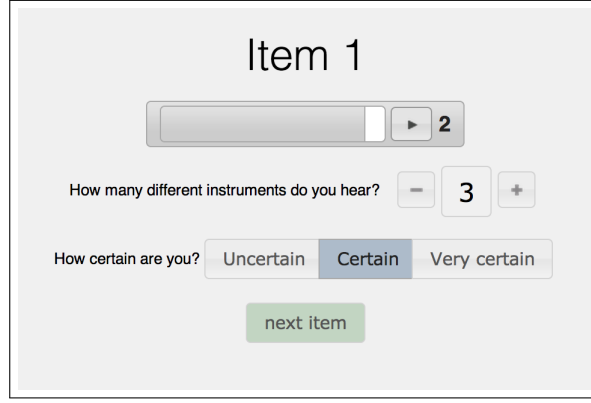 Item 1
2
How many different instruments do you hear? − 3 +
How certain are you? Uncertain Certain Very certain
next item